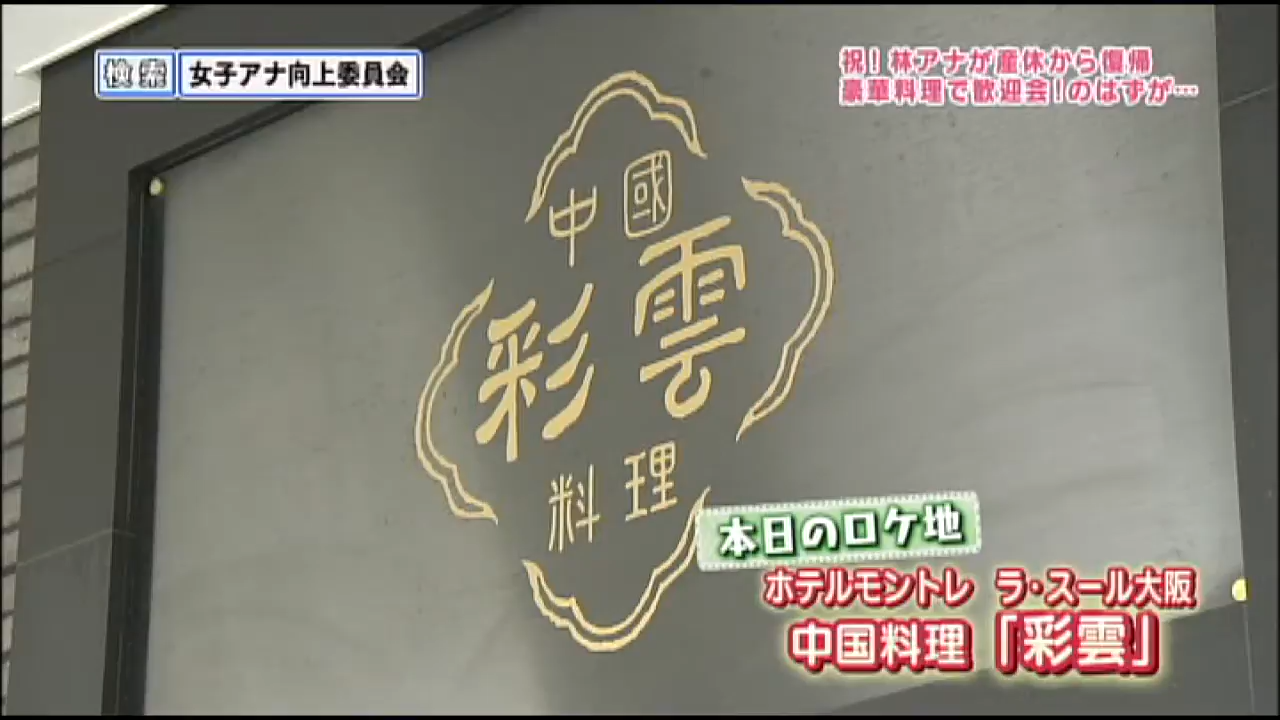 検索 女子アナ向上委員会
祝!林アナが産休から復帰
豪華料理で歓迎会!のはずが…
中國
彩雲
料理
本日のロケ地
ホテルモントレ ラ・スール大阪
中国料理「彩雲」